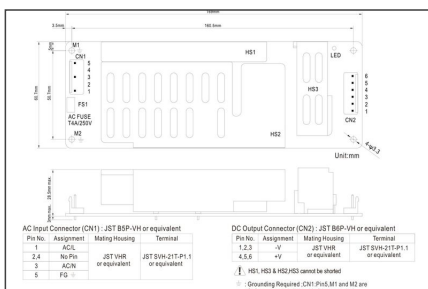 160.5mm
3.5mm
M1
CN1
5
4
3
2
1
FS1
AC FUSE
T4A/250V
M2
HS1
HS2
HS3
LED
6
5
4
3
2
1
CN2
Unit:mm
AC Input Connector (CN1) : JST B5P-VH or equivalent
Pin No. Assignment Mating Housing Terminal
1 AC/L
2,4 No Pin
3 AC/N
5 FG
JST VHR or equivalent
JST SVH-21T-P1.1 or equivalent
DC Output Connector (CN2) : JST B6P-VH or equivalent
Pin No. Assignment Mating Housing Terminal
1,2,3 -V
4,5,6 +V
JST VHR or equivalent
JST SVH-21T-P1.1 or equivalent
HS1, HS3 & HS2,HS3 cannot be shorted
: Grounding Required ;CN1:Pin5,M1 and M2 are